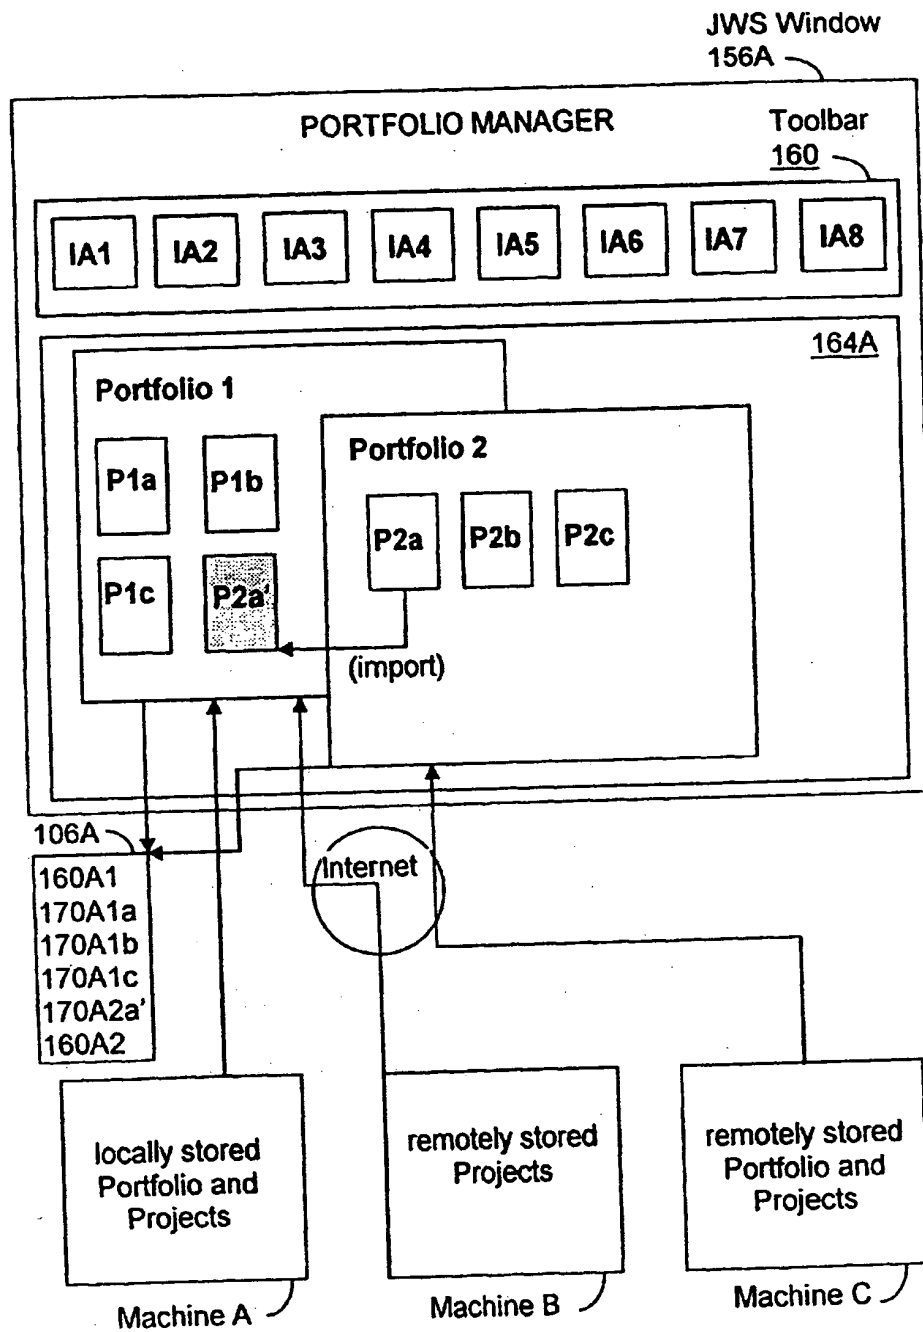 JWS Window
156A
PORTFOLIO MANAGER
Toolbar
160
IA1 IA2 IA3 IA4 IA5 IA6 IA7 IA8
164A
Portfolio 1
P1a P1b
P1c P2a'
Portfolio 2
P2a P2b P2c
(import)
106A
160A1
170A1a
170A1b
170A1c
170A2a'
160A2
Internet
locally stored
Portfolio and
Projects
Machine A
remotely stored
Projects
Machine B
remotely stored
Portfolio and
Projects
Machine C